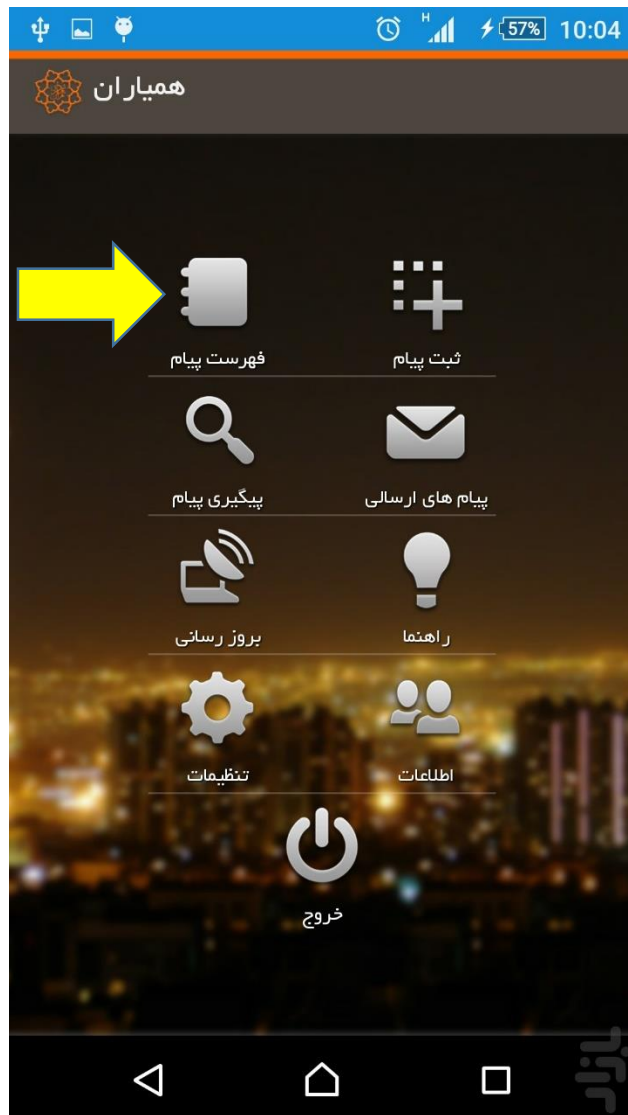 H 57% 10:04
همیاران
ثبت پیام فهرست پیام
پیام های ارسالی پیگیری پیام
راهنما بروز رسانی
اطلاعات تنظیمات
خروج
بازار